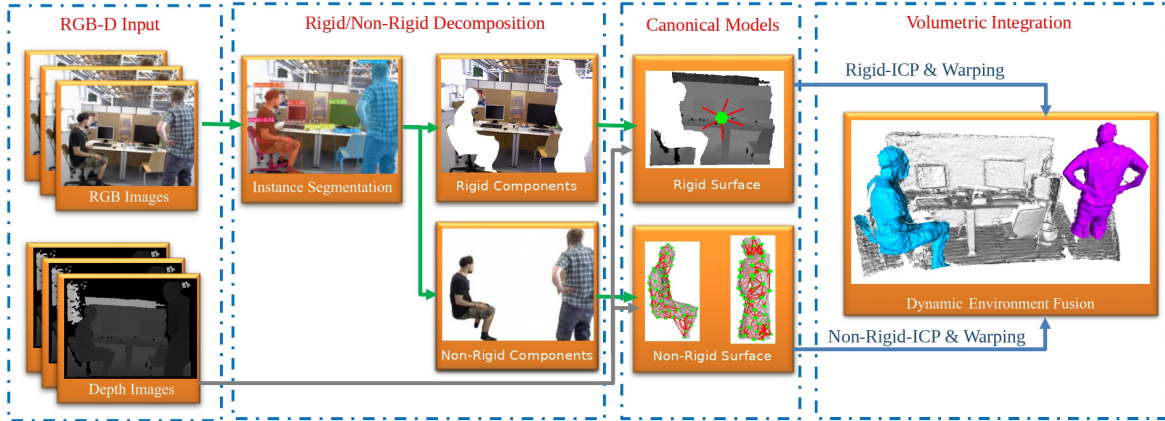 RGB-D Input
Rigid/Non-Rigid Decomposition
Canonical Models
Volumetric Integration
RGB Images
Instance Segmentation
Rigid Components
Rigid Surface
Rigid-ICP & Warping
Depth Images
Non-Rigid Components
Non-Rigid Surface
Dynamic Environment Fusion
Non-Rigid-ICP & Warping